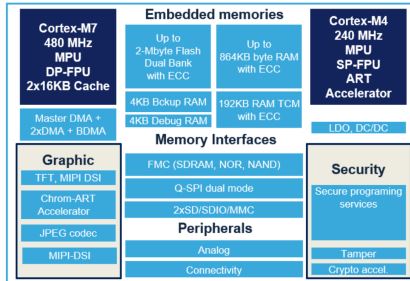 Cortex-M7
480 MHz
MPU
DP-FPU
2x16KB Cache
Master DMA +
2xDMA + BDMA
Graphic
TFT, MIPI DSI
Chrom-ART
Accelerator
JPEG codec
MIPI-DSI
Embedded memories
Up to
2-Mbyte Flash
Dual Bank
with ECC
Up to
864KB byte RAM
with ECC
4KB Bckup RAM
4KB Debug RAM
192KB RAM TCM
with ECC
Memory Interfaces
FMC (SDRAM, NOR, NAND)
Q-SPI dual mode
2xSD/SDIO/MMC
Peripherals
Analog
Connectivity
Cortex-M4
240 MHz
MPU
SP-FPU
ART
Accelerator
LDO, DC/DC
Security
Secure programing
services
Tamper
Crypto accel.